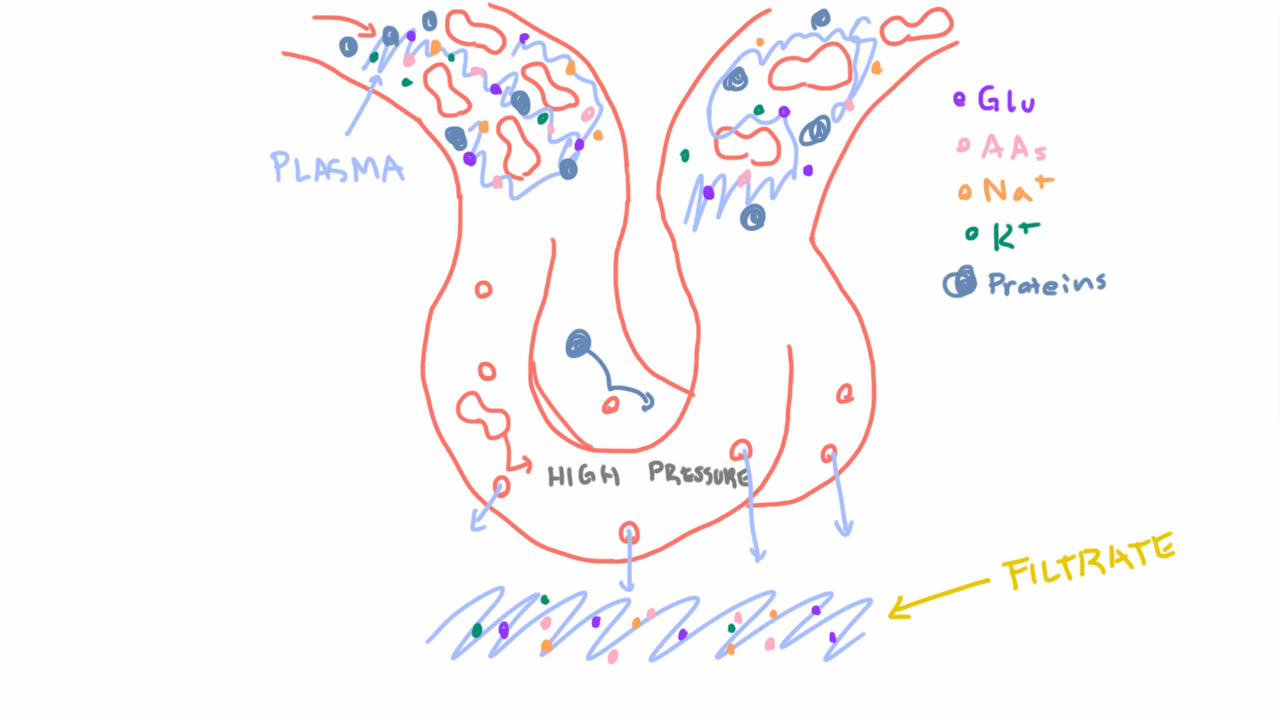 PLASMA
Glu
AAs
Na+
K+
Proteins
HIGH PRESSURE
FILTRATE